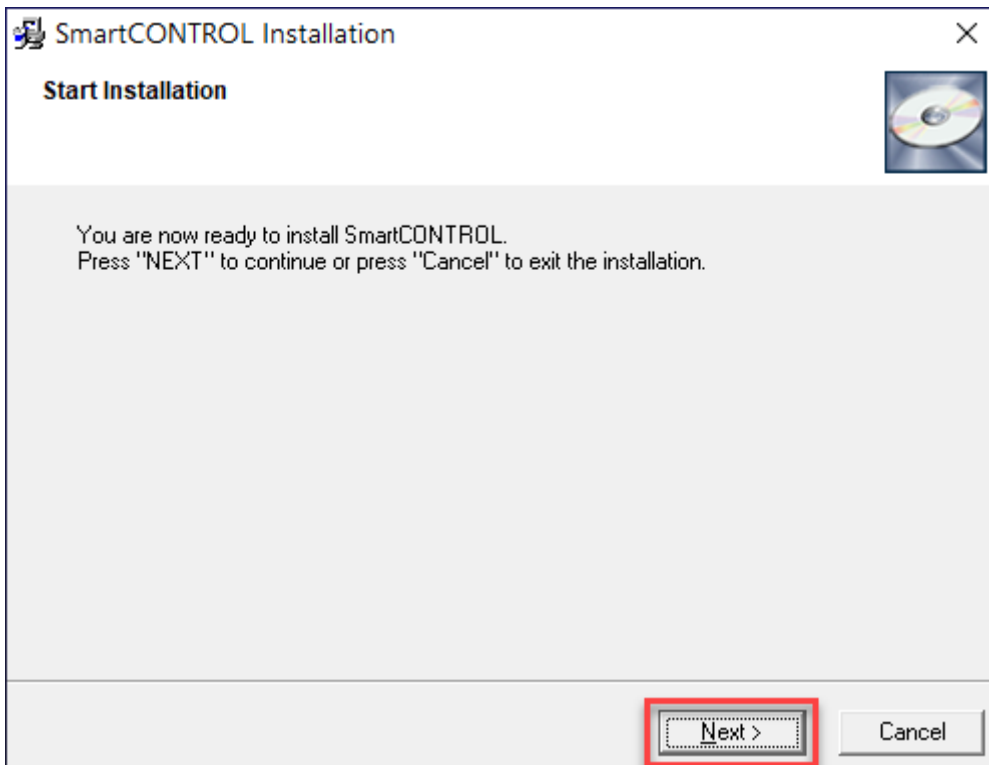 SmartCONTROL Installation
Start Installation
You are now ready to install SmartCONTROL.
Press "NEXT" to continue or press "Cancel" to exit the installation.
Next >
Cancel